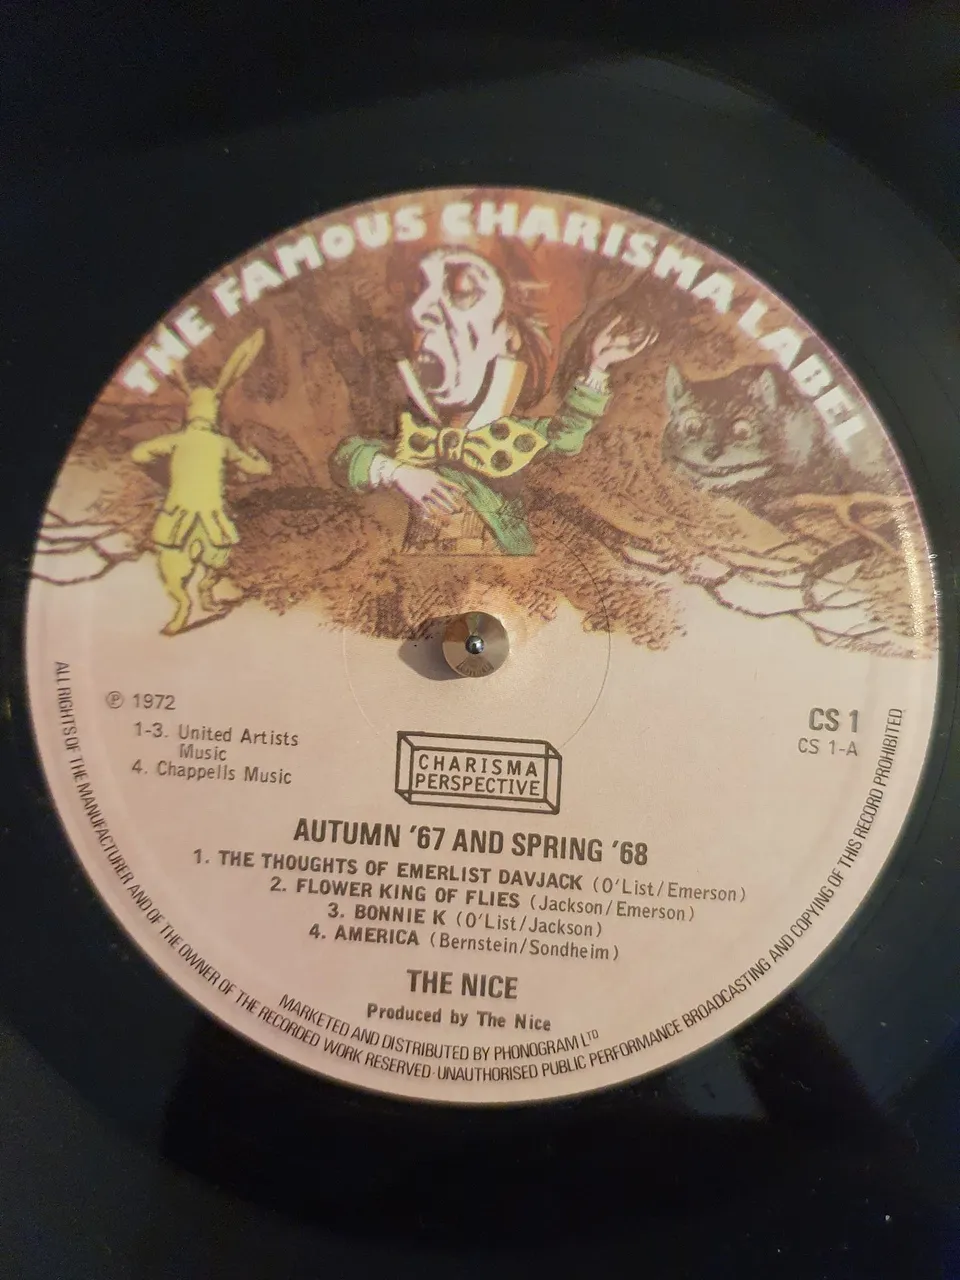 THE FAMOUS CHARISMA LABEL
℗ 1972
1-3. United Artists
Music
4. Chappells Music
CS 1
CS 1-A
CHARISMA
PERSPECTIVE
AUTUMN '67 AND SPRING '68
1. THE THOUGHTS OF EMERLIST DAVJACK (O'List/Emerson)
2. FLOWER KING OF FLIES (Jackson/Emerson)
3. BONNIE K (O'List/Jackson)
4. AMERICA (Bernstein/Sondheim)
THE NICE
Produced by The Nice
MARKETED AND DISTRIBUTED BY PHONOGRAM LTD
ALL RIGHTS OF THE MANUFACTURER AND OF THE OWNER OF THE RECORDED WORK RESERVED·UNAUTHORISED PUBLIC PERFORMANCE BROADCASTING AND COPYING OF THIS RECORD PROHIBITED